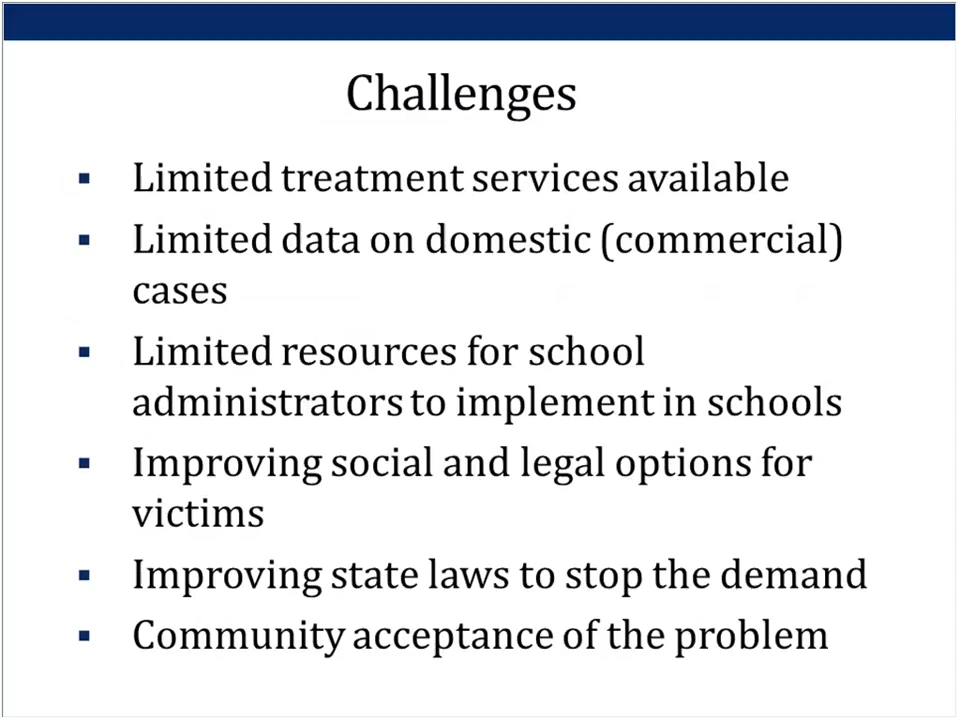 Challenges
▪ Limited treatment services available
▪ Limited data on domestic (commercial)
cases
▪ Limited resources for school
administrators to implement in schools
▪ Improving social and legal options for
victims
▪ Improving state laws to stop the demand
▪ Community acceptance of the problem